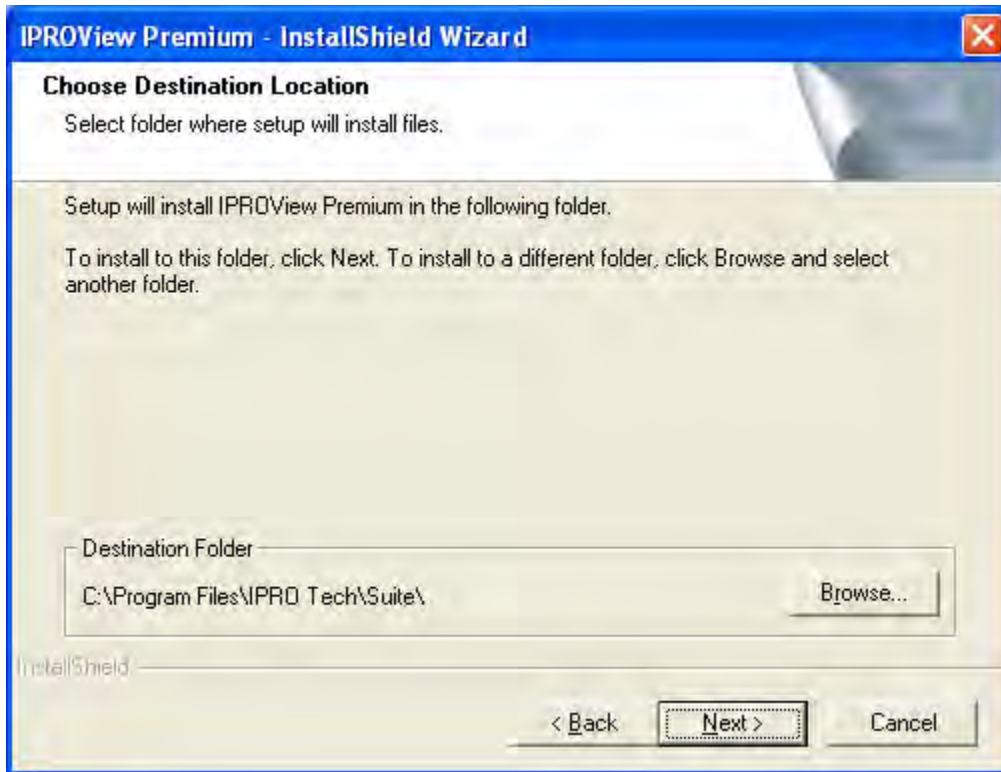 IPROView Premium - InstallShield Wizard
Choose Destination Location
Select folder where setup will install files.
Setup will install IPROView Premium in the following folder.
To install to this folder, click Next. To install to a different folder, click Browse and select
another folder.
Destination Folder
C:\Program Files\IPRO Tech\Suite\
Browse...
InstallShield
< Back
Next >
Cancel